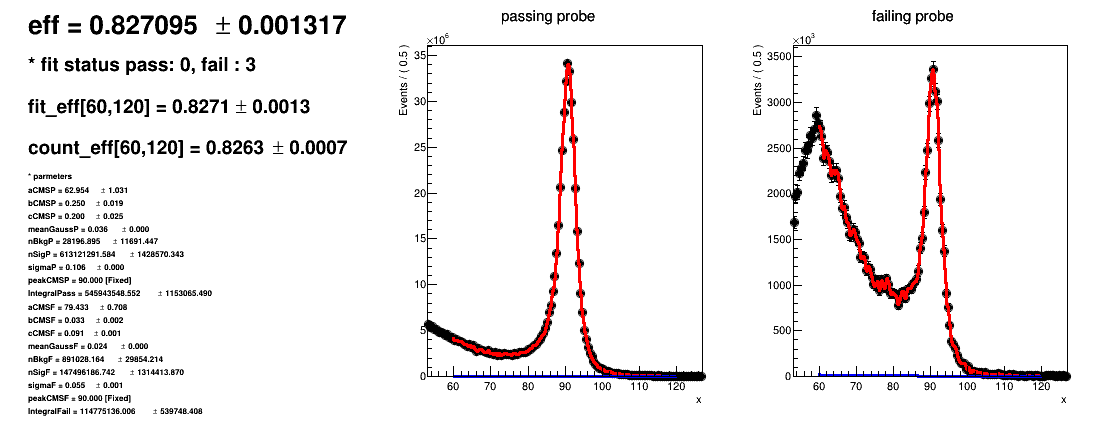 eff = 0.827095 ± 0.001317
* fit status pass: 0, fail : 3
fit_eff[60,120] = 0.8271 ± 0.0013
count_eff[60,120] = 0.8263 ± 0.0007
* parmeters
aCMSP = 62.954 ± 1.031
bCMSP = 0.250 ± 0.019
cCMSP = 0.200 ± 0.025
meanGaussP = 0.036 ± 0.000
nBkgP = 28196.895 ± 11691.447
nSigP = 613121291.584 ± 1428570.343
sigmaP = 0.106 ± 0.000
peakCMSP = 90.000 [Fixed]
IntegralPass = 545943548.552 ± 1153065.490
aCMSF = 79.433 ± 0.708
bCMSF = 0.033 ± 0.002
cCMSF = 0.091 ± 0.001
meanGaussF = 0.024 ± 0.000
nBkgF = 891028.164 ± 29854.214
nSigF = 147496186.742 ± 1314413.870
sigmaF = 0.055 ± 0.001
peakCMSF = 90.000 [Fixed]
IntegralFail = 114775136.006 ± 539748.408
passing probe
×10⁶
Events / ( 0.5 )
35
30
25
20
15
10
5
0
60 70 80 90 100 110 120
x
failing probe
×10³
Events / ( 0.5 )
3500
3000
2500
2000
1500
1000
500
0
60 70 80 90 100 110 120
x